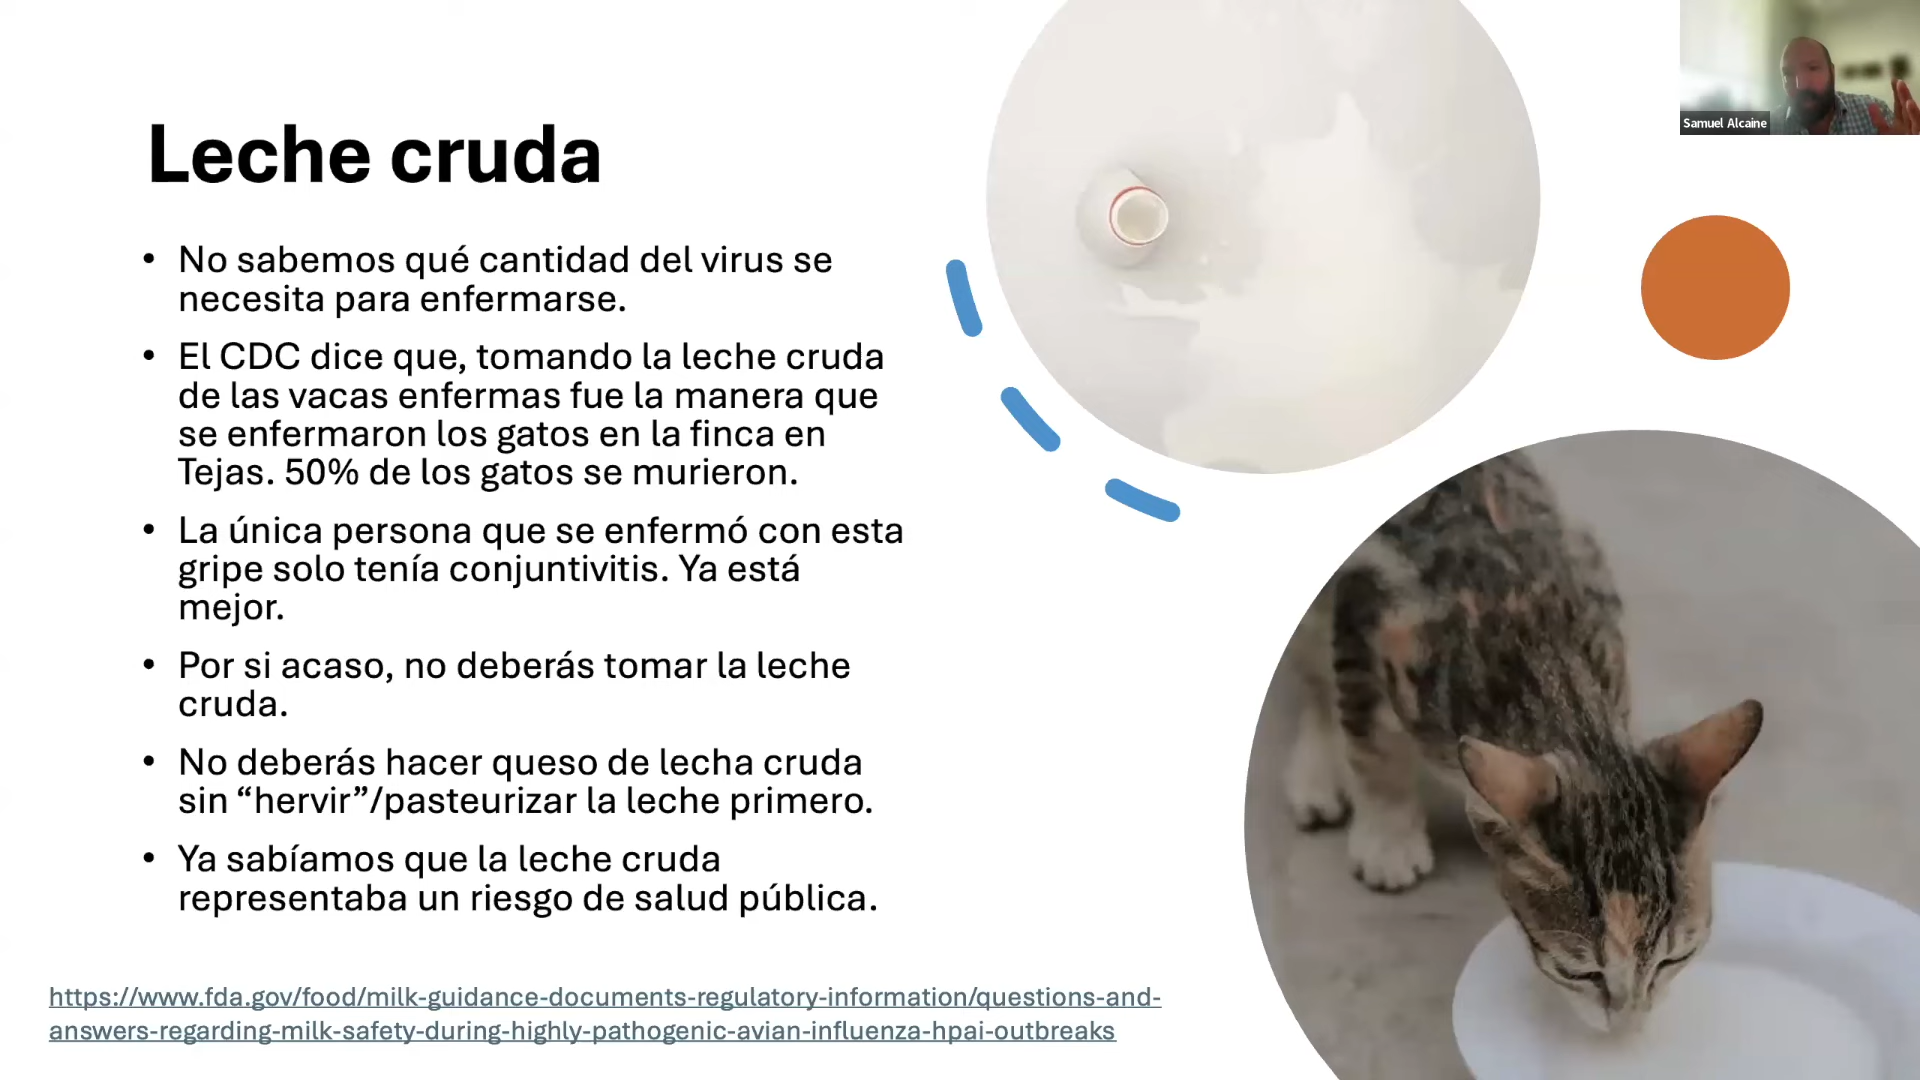 Leche cruda
• No sabemos qué cantidad del virus se
necesita para enfermarse.
• El CDC dice que, tomando la leche cruda
de las vacas enfermas fue la manera que
se enfermaron los gatos en la finca en
Tejas. 50% de los gatos se murieron.
• La única persona que se enfermó con esta
gripe solo tenía conjuntivitis. Ya está
mejor.
• Por si acaso, no deberás tomar la leche
cruda.
• No deberás hacer queso de lecha cruda
sin “hervir”/pasteurizar la leche primero.
• Ya sabíamos que la leche cruda
representaba un riesgo de salud pública.
https://www.fda.gov/food/milk-guidance-documents-regulatory-information/questions-and-
answers-regarding-milk-safety-during-highly-pathogenic-avian-influenza-hpai-outbreaks
Samuel Alcaine